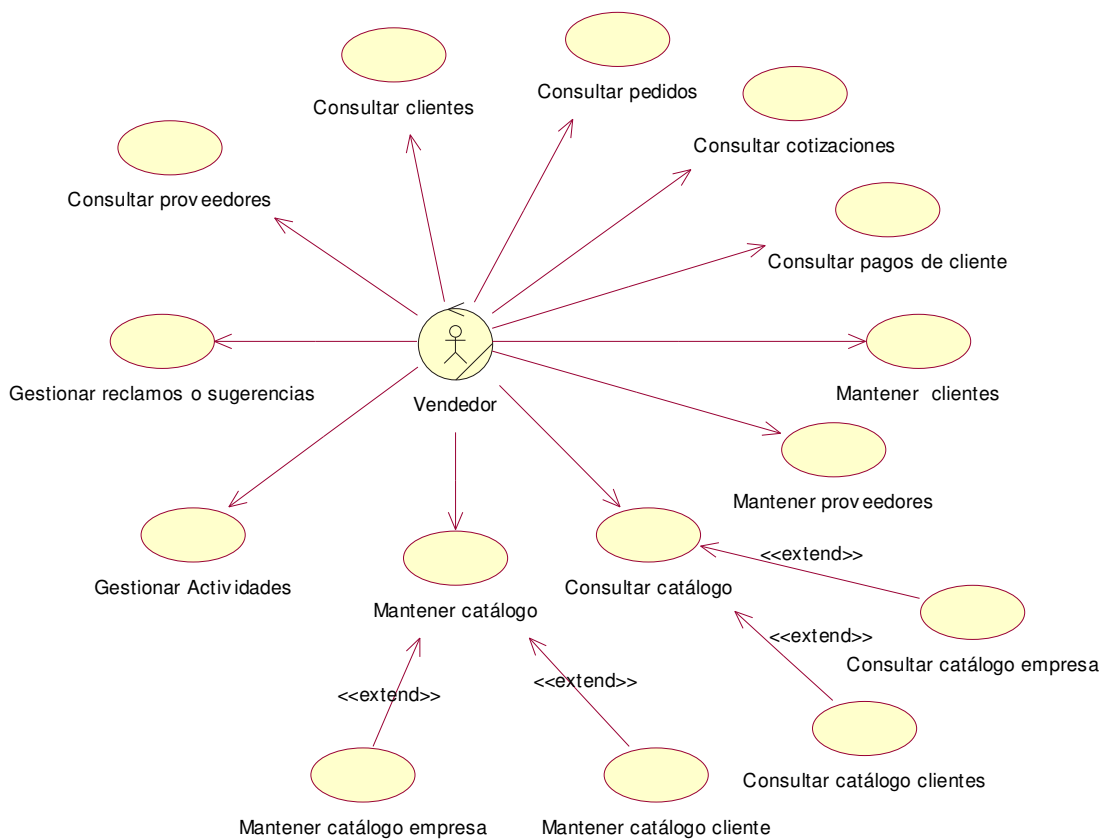 Consultar pedidos
Consultar clientes
Consultar cotizaciones
Consultar proveedores
Consultar pagos de cliente
Gestionar reclamos o sugerencias
Vendedor
Mantener clientes
Mantener proveedores
Gestionar Actividades
Mantener catálogo
Consultar catálogo
<<extend>>
<<extend>>
Consultar catálogo empresa
<<extend>>
<<extend>>
Consultar catálogo clientes
Mantener catálogo empresa
Mantener catálogo cliente